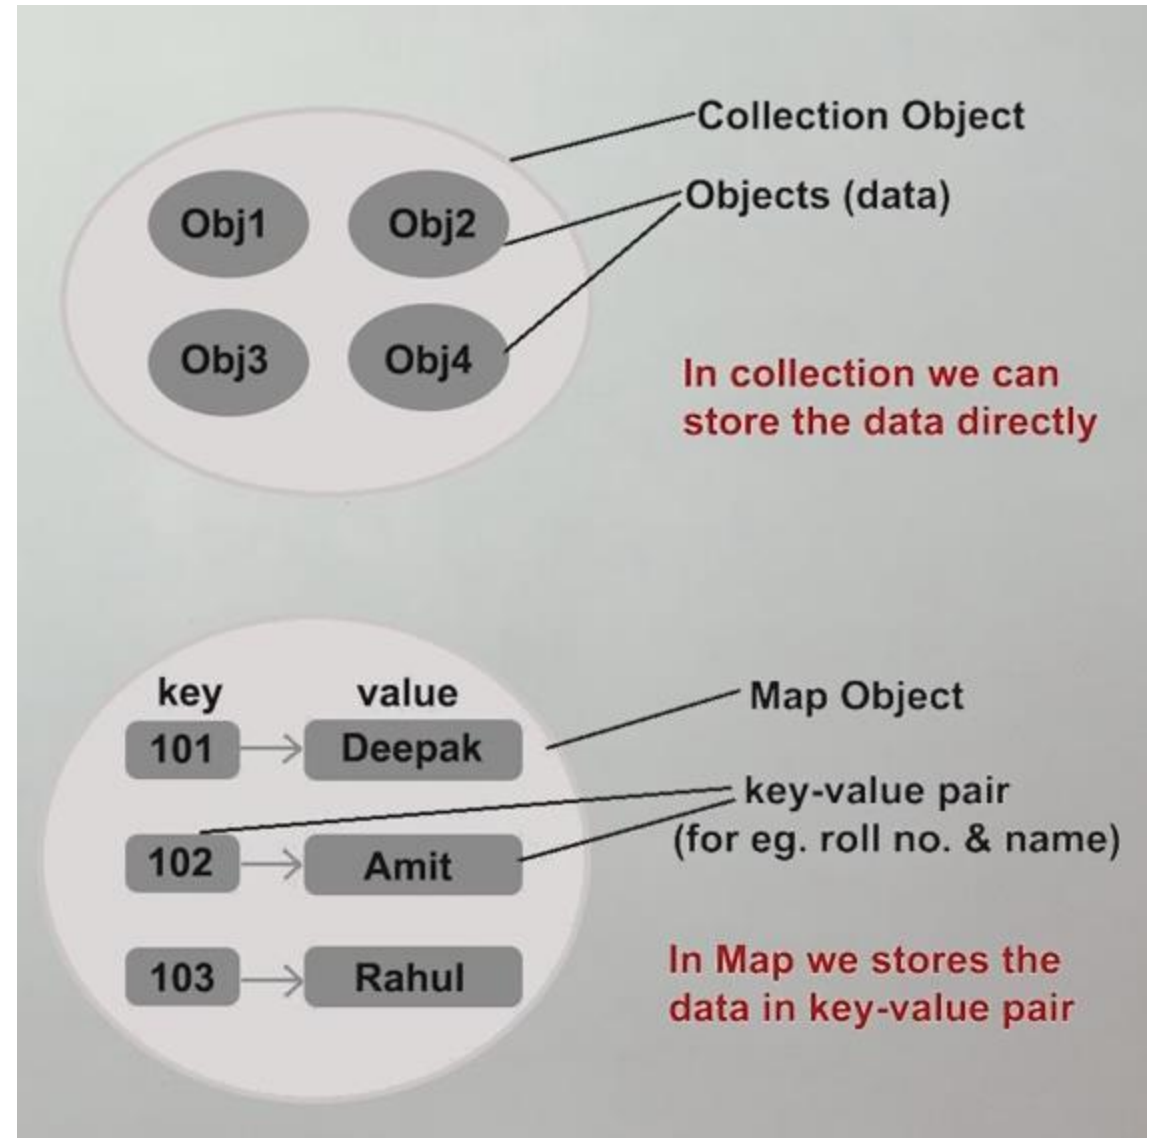 Collection Object
Obj1 Obj2
Objects (data)
Obj3 Obj4
In collection we can
store the data directly
key value
Map Object
101 Deepak
key-value pair
(for eg. roll no. & name)
102 Amit
In Map we stores the
data in key-value pair
103 Rahul